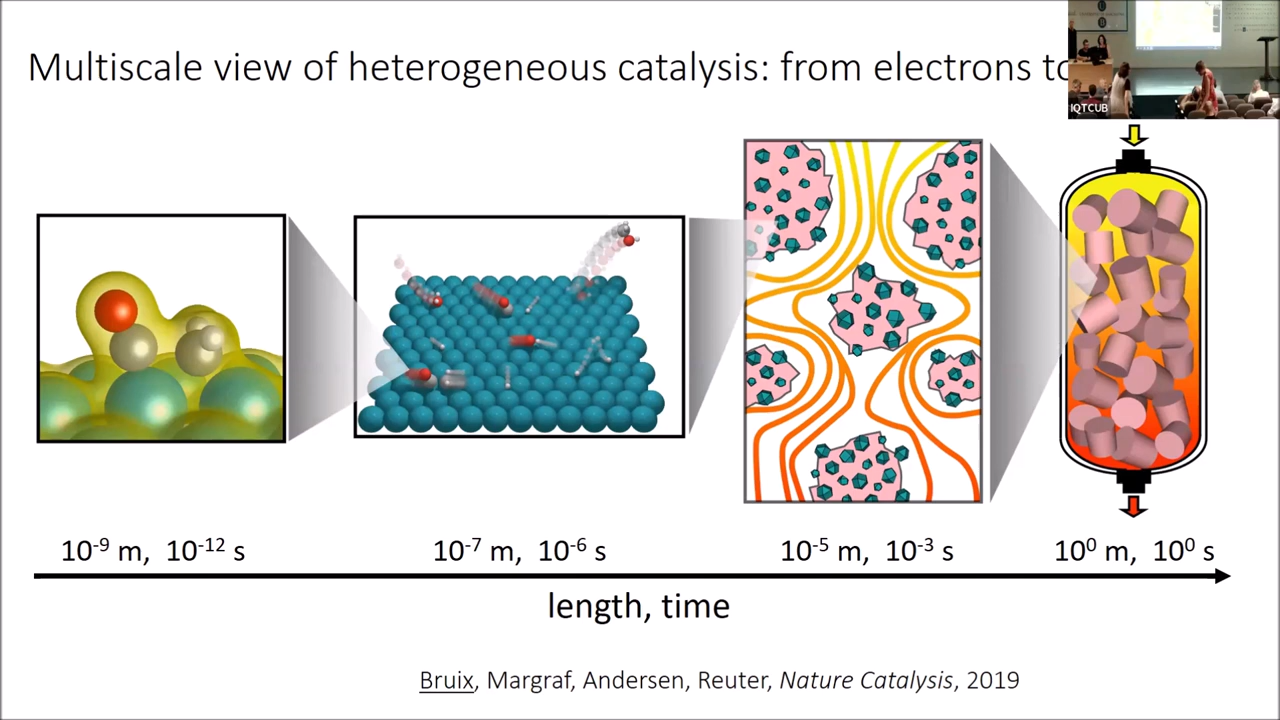 Multiscale view of heterogeneous catalysis: from electrons to
IQTCUB
10⁻⁹ m, 10⁻¹² s
10⁻⁷ m, 10⁻⁶ s
10⁻⁵ m, 10⁻³ s
10⁰ m, 10⁰ s
length, time
Bruix, Margraf, Andersen, Reuter, Nature Catalysis, 2019